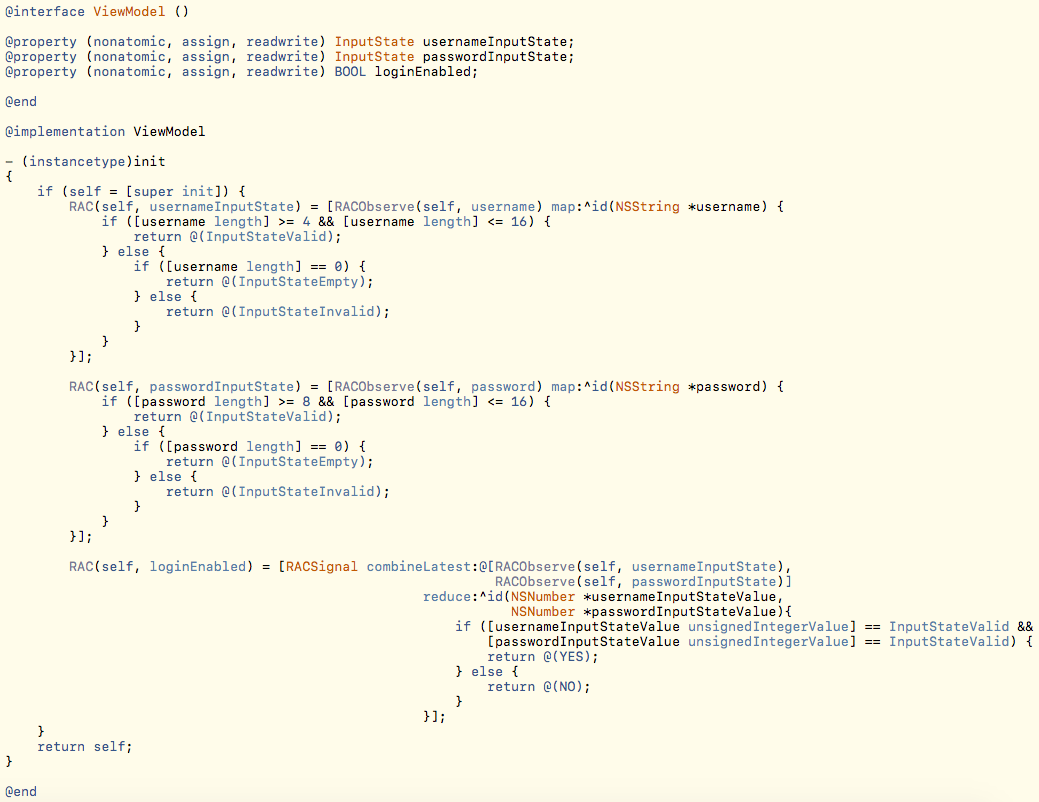 @interface ViewModel ()

@property (nonatomic, assign, readwrite) InputState usernameInputState;
@property (nonatomic, assign, readwrite) InputState passwordInputState;
@property (nonatomic, assign, readwrite) BOOL loginEnabled;

@end

@implementation ViewModel

- (instancetype)init
{
    if (self = [super init]) {
        RAC(self, usernameInputState) = [RACObserve(self, username) map:^id(NSString *username) {
            if ([username length] >= 4 && [username length] <= 16) {
                return @(InputStateValid);
            } else {
                if ([username length] == 0) {
                    return @(InputStateEmpty);
                } else {
                    return @(InputStateInvalid);
                }
            }
        }];

        RAC(self, passwordInputState) = [RACObserve(self, password) map:^id(NSString *password) {
            if ([password length] >= 8 && [password length] <= 16) {
                return @(InputStateValid);
            } else {
                if ([password length] == 0) {
                    return @(InputStateEmpty);
                } else {
                    return @(InputStateInvalid);
                }
            }
        }];

        RAC(self, loginEnabled) = [RACSignal combineLatest:@[RACObserve(self, usernameInputState),
                                                             RACObserve(self, passwordInputState)]
                                                    reduce:^id(NSNumber *usernameInputStateValue,
                                                               NSNumber *passwordInputStateValue){
                                                        if ([usernameInputStateValue unsignedIntegerValue] == InputStateValid &&
                                                            [passwordInputStateValue unsignedIntegerValue] == InputStateValid) {
                                                            return @(YES);
                                                        } else {
                                                            return @(NO);
                                                        }
                                                    }];
    }
    return self;
}

@end